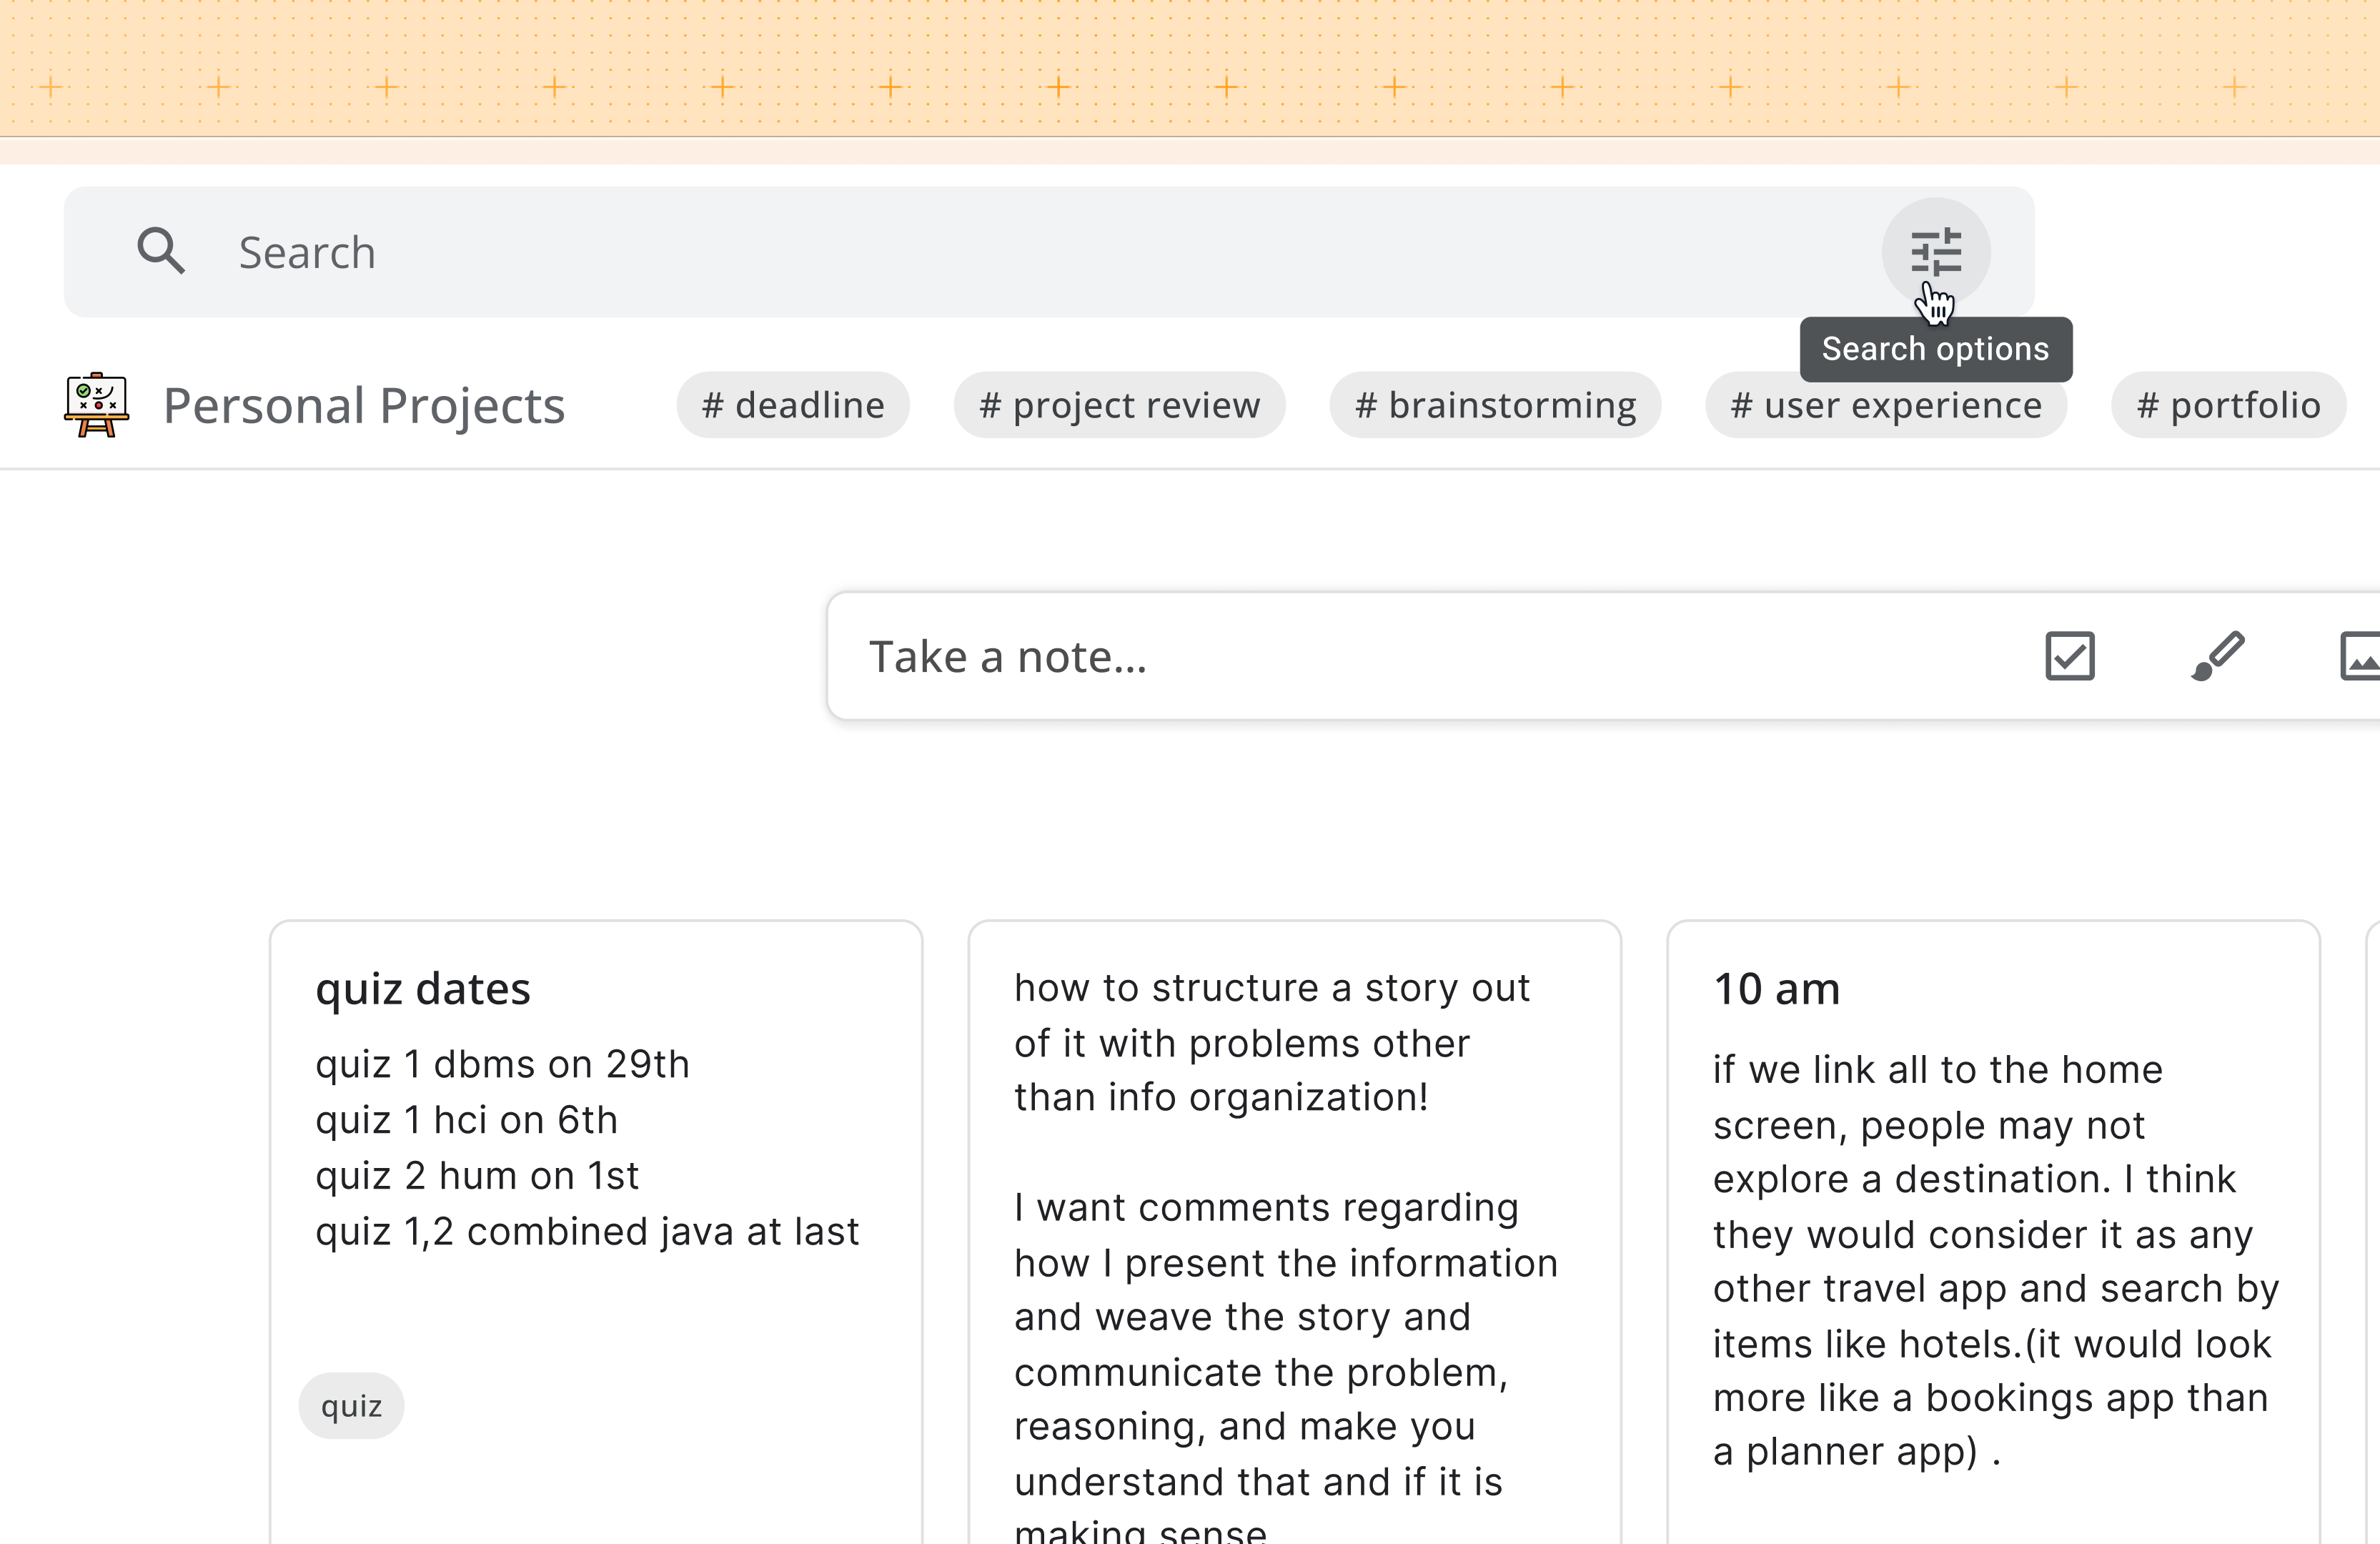 Search
Search options
Personal Projects
# deadline
# project review
# brainstorming
# user experience
# portfolio
Take a note...
quiz dates
quiz 1 dbms on 29th
quiz 1 hci on 6th
quiz 2 hum on 1st
quiz 1,2 combined java at last
quiz
how to structure a story out
of it with problems other
than info organization!
I want comments regarding
how I present the information
and weave the story and
communicate the problem,
reasoning, and make you
understand that and if it is
making sense
10 am
if we link all to the home
screen, people may not
explore a destination. I think
they would consider it as any
other travel app and search by
items like hotels.(it would look
more like a bookings app than
a planner app) .